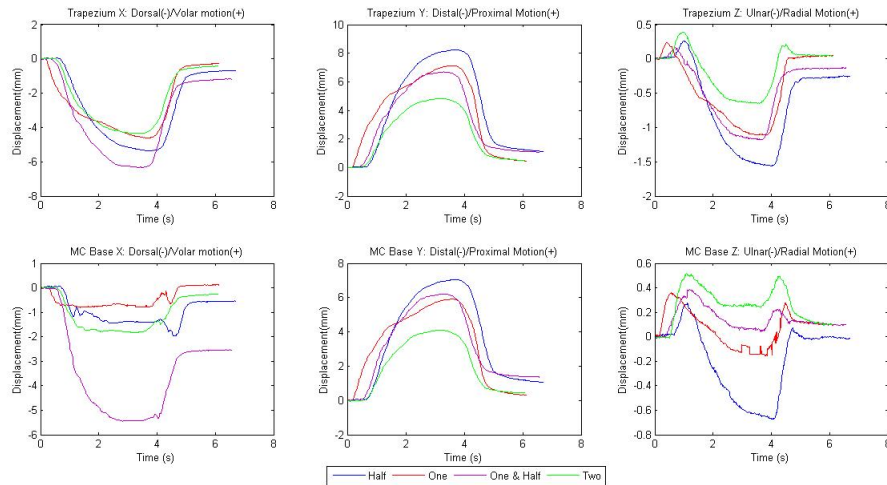 Trapezium X: Dorsal(-)/Volar motion(+)
2
0
-2
-4
-6
-8
0 2 4 6 8
Displacement(mm)
Time (s)
Trapezium Y: Distal(-)/Proximal Motion(+)
10
8
6
4
2
0
-2
0 2 4 6 8
Displacement(mm)
Time (s)
Trapezium Z: Ulnar(-)/Radial Motion(+)
0.5
0
-0.5
-1
-1.5
-2
0 2 4 6 8
Displacement(mm)
Time (s)
MC Base X: Dorsal(-)/Volar motion(+)
1
0
-1
-2
-3
-4
-5
-6
0 2 4 6 8
Displacement(mm)
Time (s)
MC Base Y: Distal(-)/Proximal Motion(+)
8
6
4
2
0
-2
0 2 4 6 8
Displacement(mm)
Time (s)
MC Base Z: Ulnar(-)/Radial Motion(+)
0.6
0.4
0.2
0
-0.2
-0.4
-0.6
-0.8
0 2 4 6 8
Displacement(mm)
Time (s)
Half One One & Half Two